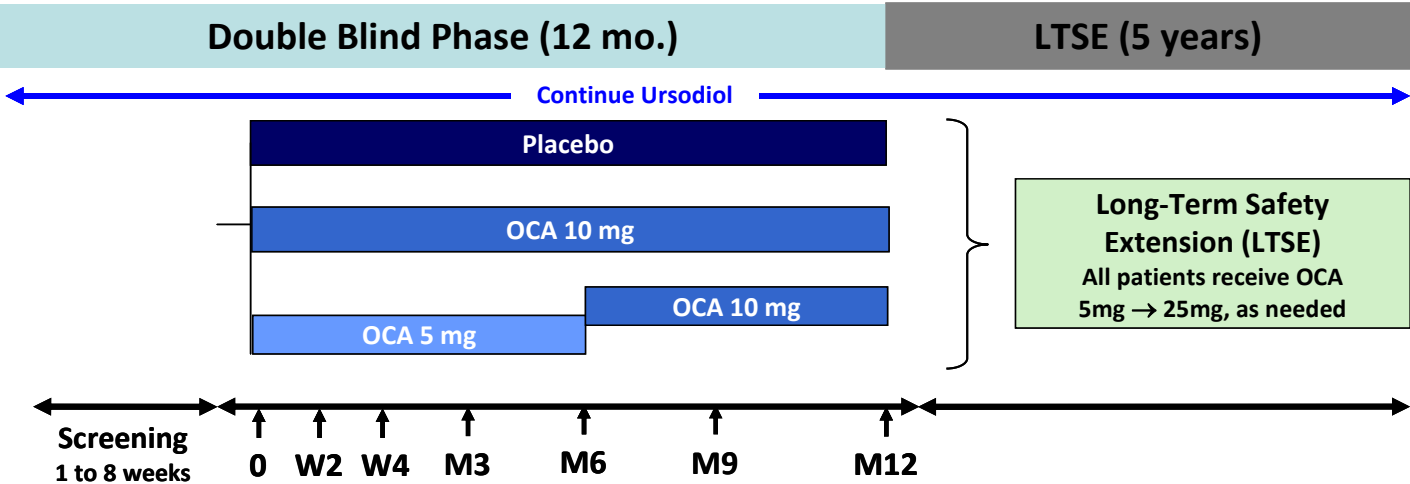 Double Blind Phase (12 mo.)
LTSE (5 years)
Continue Ursodiol
Placebo
OCA 10 mg
OCA 10 mg
OCA 5 mg
Long-Term Safety
Extension (LTSE)
All patients receive OCA
5mg → 25mg, as needed
Screening
1 to 8 weeks
0 W2 W4 M3 M6 M9 M12